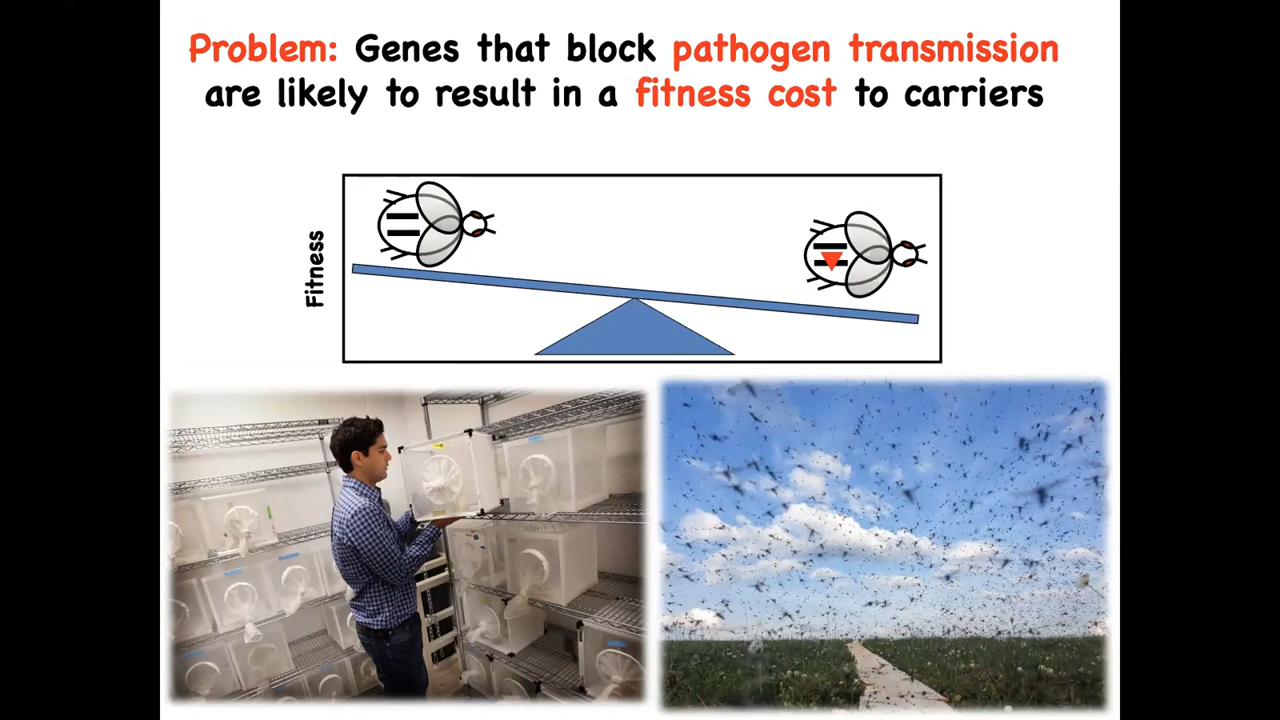 Problem: Genes that block pathogen transmission
are likely to result in a fitness cost to carriers
Fitness